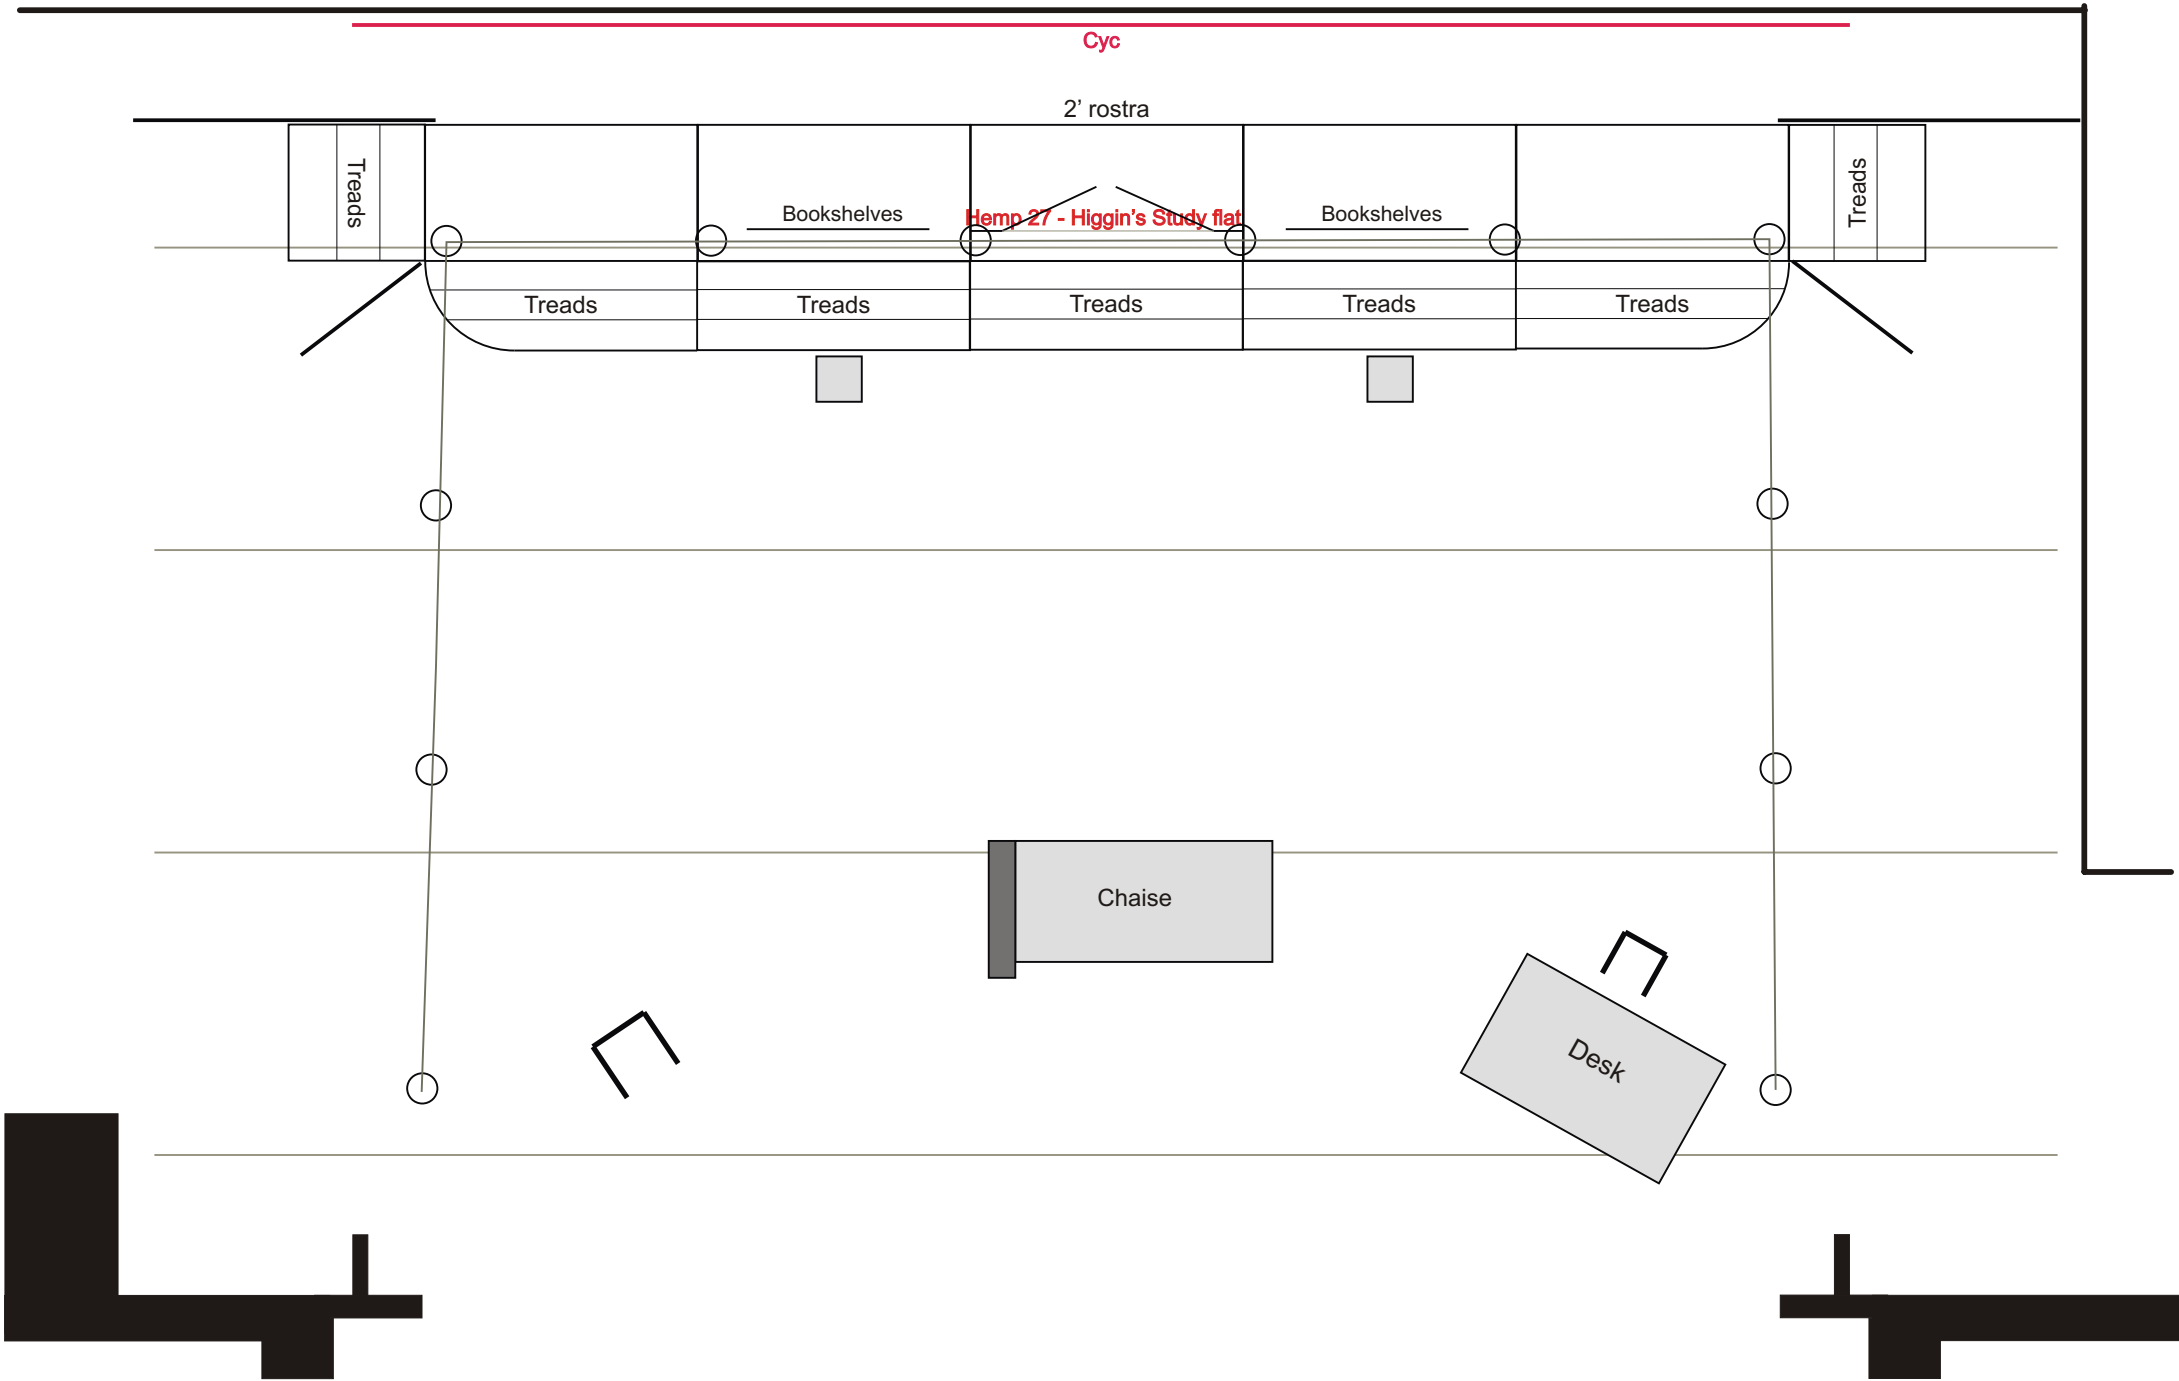 Cyc
2’ rostra
Treads
Bookshelves
Hemp 27 - Higgin’s Study flat
Bookshelves
Treads
Treads
Treads
Treads
Treads
Treads
Chaise
Desk